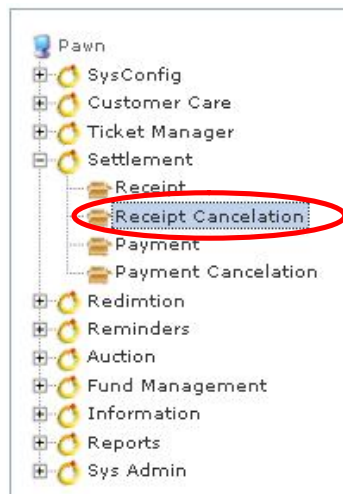 Pawn
SysConfig
Customer Care
Ticket Manager
Settlement
Receipt
Receipt Cancelation
Payment
Payment Cancelation
Redimtion
Reminders
Auction
Fund Management
Information
Reports
Sys Admin